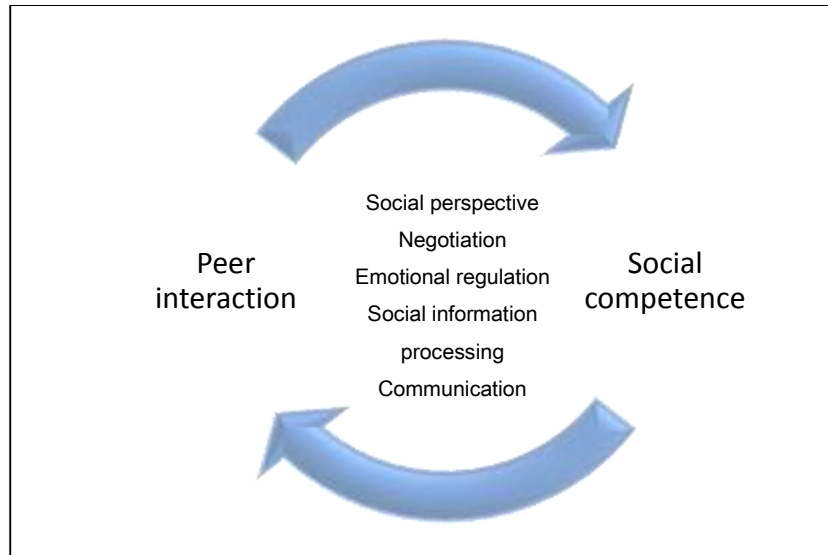 Peer
interaction
Social perspective
Negotiation
Emotional regulation
Social information
processing
Communication
Social
competence